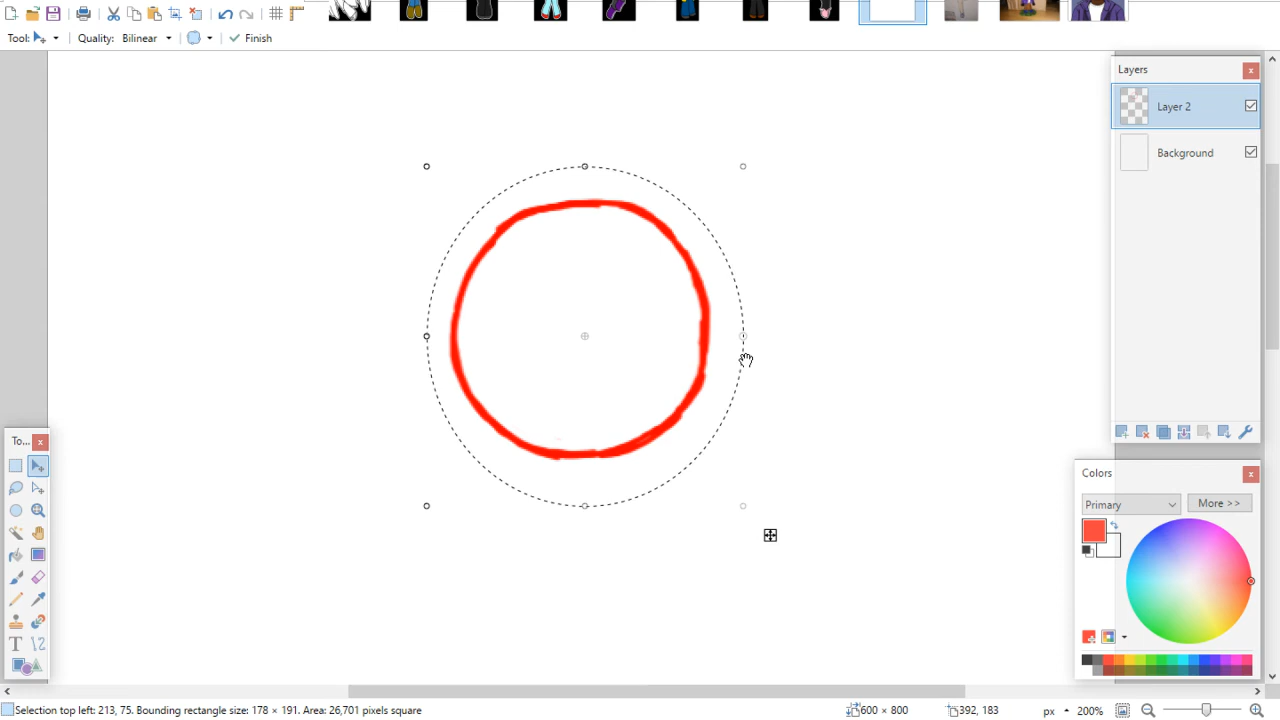 Tool:
Quality: Bilinear
Finish
Layers
Layer 2
Background
To...
T
Colors
Primary
More >>
Selection top left: 213, 75. Bounding rectangle size: 178 × 191. Area: 26,701 pixels square
600 × 800
392, 183
px
200%